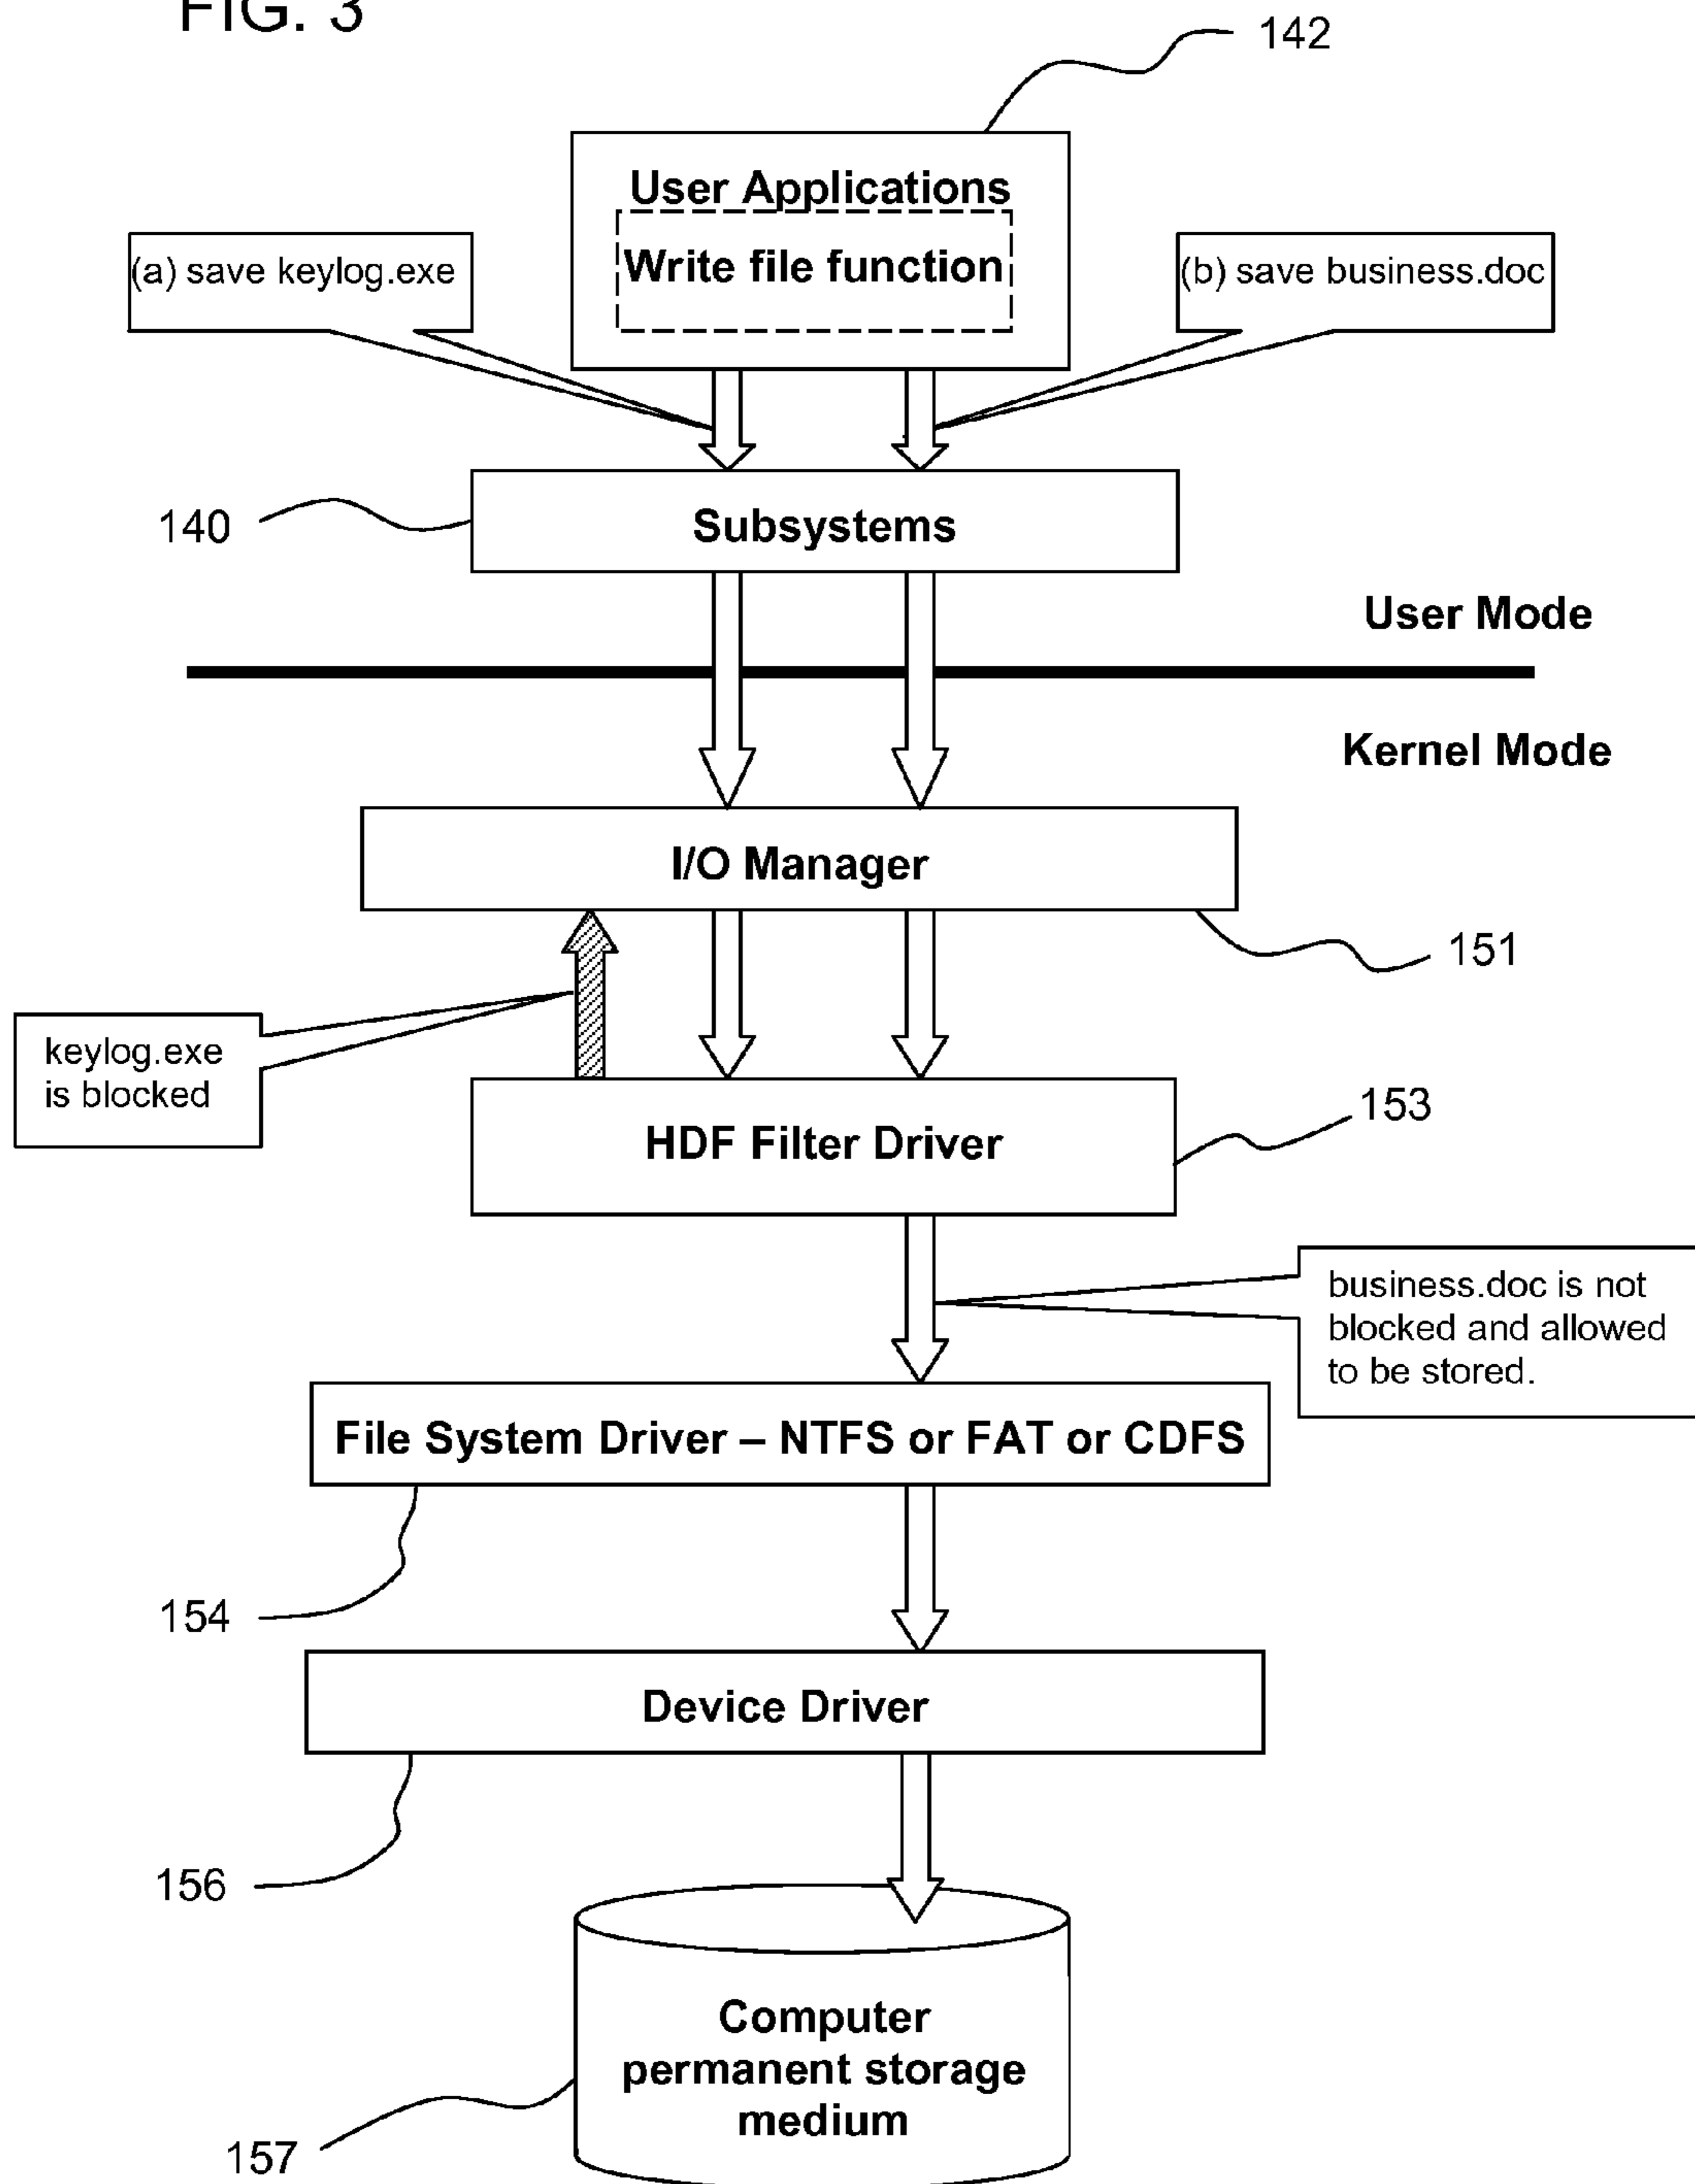 FIG. 3
142
User Applications
Write file function
(a) save keylog.exe
(b) save business.doc
140
Subsystems
User Mode
Kernel Mode
I/O Manager
151
keylog.exe
is blocked
153
HDF Filter Driver
business.doc is not
blocked and allowed
to be stored.
File System Driver – NTFS or FAT or CDFS
154
Device Driver
156
Computer
permanent storage
medium
157